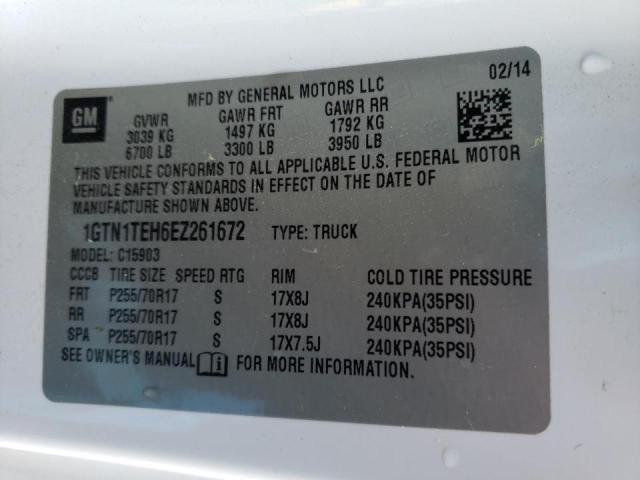 02/14
MFD BY GENERAL MOTORS LLC
GM
GVWR GAWR FRT GAWR RR
3039 KG 1497 KG 1792 KG
6700 LB 3300 LB 3950 LB
THIS VEHICLE CONFORMS TO ALL APPLICABLE U.S. FEDERAL MOTOR
VEHICLE SAFETY STANDARDS IN EFFECT ON THE DATE OF
MANUFACTURE SHOWN ABOVE.
1GTN1TEH6EZ261672 TYPE: TRUCK
MODEL: C15903
CCCB TIRE SIZE SPEED RTG RIM COLD TIRE PRESSURE
FRT P255/70R17 S 17X8J 240KPA(35PSI)
RR P255/70R17 S 17X8J 240KPA(35PSI)
SPA P255/70R17 S 17X7.5J 240KPA(35PSI)
SEE OWNER'S MANUAL FOR MORE INFORMATION.